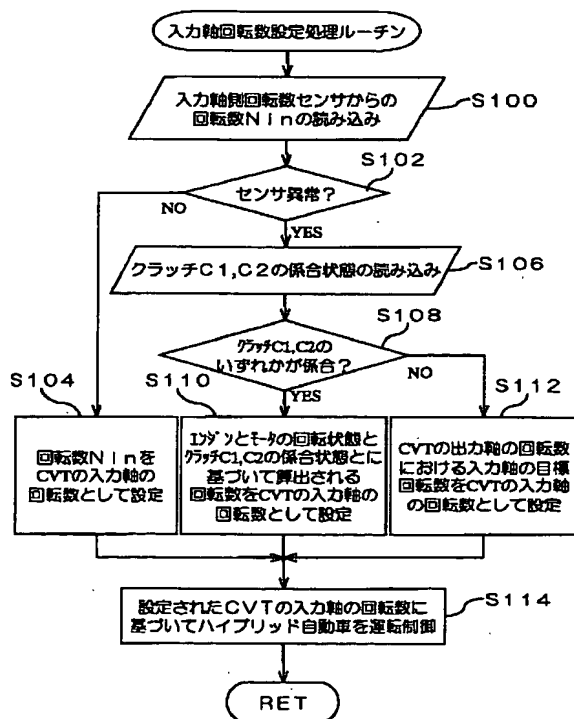 入力軸回転数設定処理ルーチン
入力軸側回転数センサからの
回転数Ninの読み込み
S100
S102
センサ異常？
NO
YES
クラッチC1,C2の係合状態の読み込み
S106
S108
クラッチC1,C2の
いずれかが係合？
NO
YES
S104
回転数Ninを
CVTの入力軸の
回転数として設定
S110
エンジンとモータの回転状態と
クラッチC1,C2の係合状態とに
基づいて算出される
回転数をCVTの入力軸の
回転数として設定
S112
CVTの出力軸の回転数
における入力軸の目標
回転数をCVTの入力軸
の回転数として設定
設定されたCVTの入力軸の回転数に
基づいてハイブリッド自動車を運転制御
S114
RET